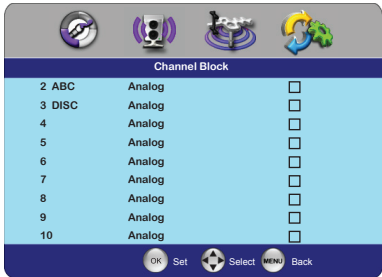 Channel Block
2 ABC Analog
3 DISC Analog
4 Analog
5 Analog
6 Analog
7 Analog
8 Analog
9 Analog
10 Analog
OK Set Select MENU Back